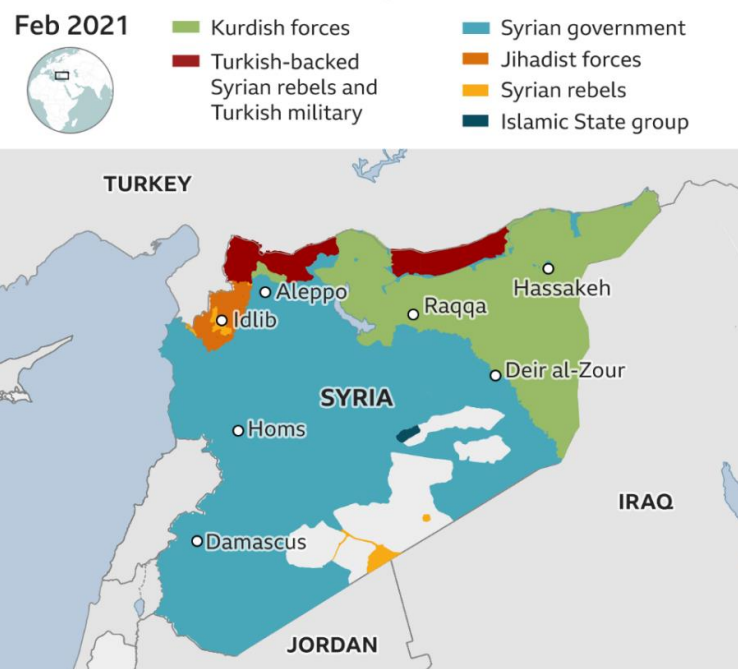 Feb 2021
Kurdish forces
Turkish-backed
Syrian rebels and
Turkish military
Syrian government
Jihadist forces
Syrian rebels
Islamic State group
TURKEY
Hassakeh
Aleppo
Raqqa
Idlib
Deir al-Zour
SYRIA
Homs
IRAQ
Damascus
JORDAN